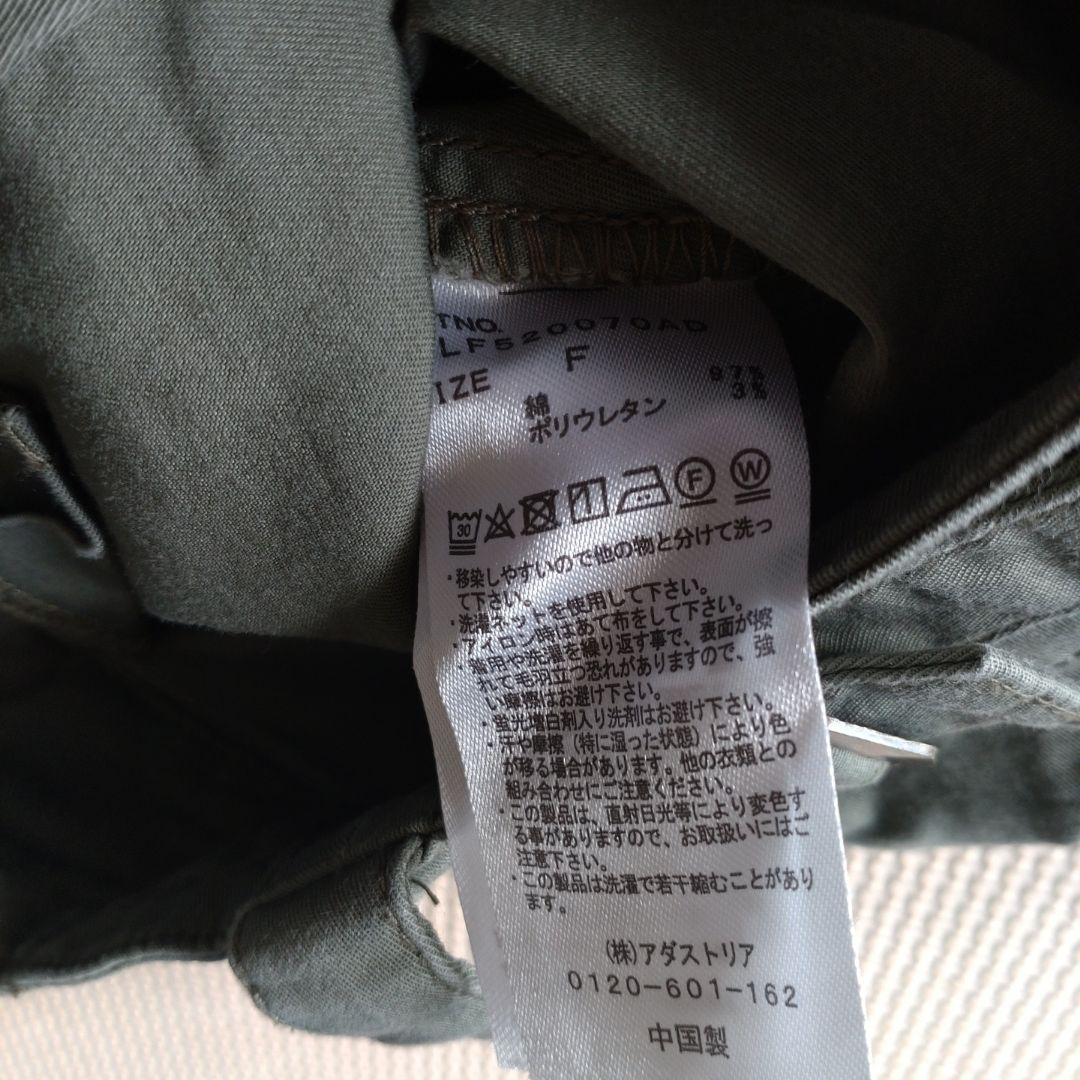 TNO.
LF520070AD
IZE F
綿 97%
ポリウレタン 3%
30 F W
・移染しやすいので他の物と分けて洗っ
て下さい。
・洗濯ネットを使用して下さい。
・アイロン時はあて布をして下さい。
着用や洗濯を繰り返す事で、表面が擦
れて毛羽立つ恐れがありますので、強
い摩擦はお避け下さい。
・蛍光増白剤入り洗剤はお避け下さい。
・汗や摩擦（特に湿った状態）により色
が移る場合があります。他の衣類との
組み合わせにご注意ください。
・この製品は、直射日光等により変色す
る事がありますので、お取扱いにはご
注意下さい。
・この製品は洗濯で若干縮むことがあり
ます。
(株)アダストリア
0120-601-162
中国製